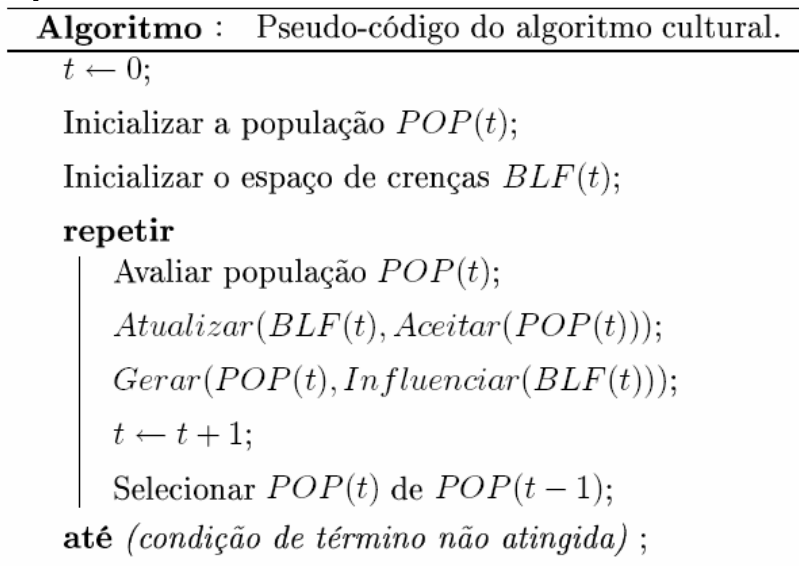 Algoritmo : Pseudo-código do algoritmo cultural.
t ← 0;
Inicializar a população POP(t);
Inicializar o espaço de crenças BLF(t);
repetir
Avaliar população POP(t);
Atualizar(BLF(t), Aceitar(POP(t)));
Gerar(POP(t), Influenciar(BLF(t)));
t ← t + 1;
Selecionar POP(t) de POP(t − 1);
até (condição de término não atingida) ;